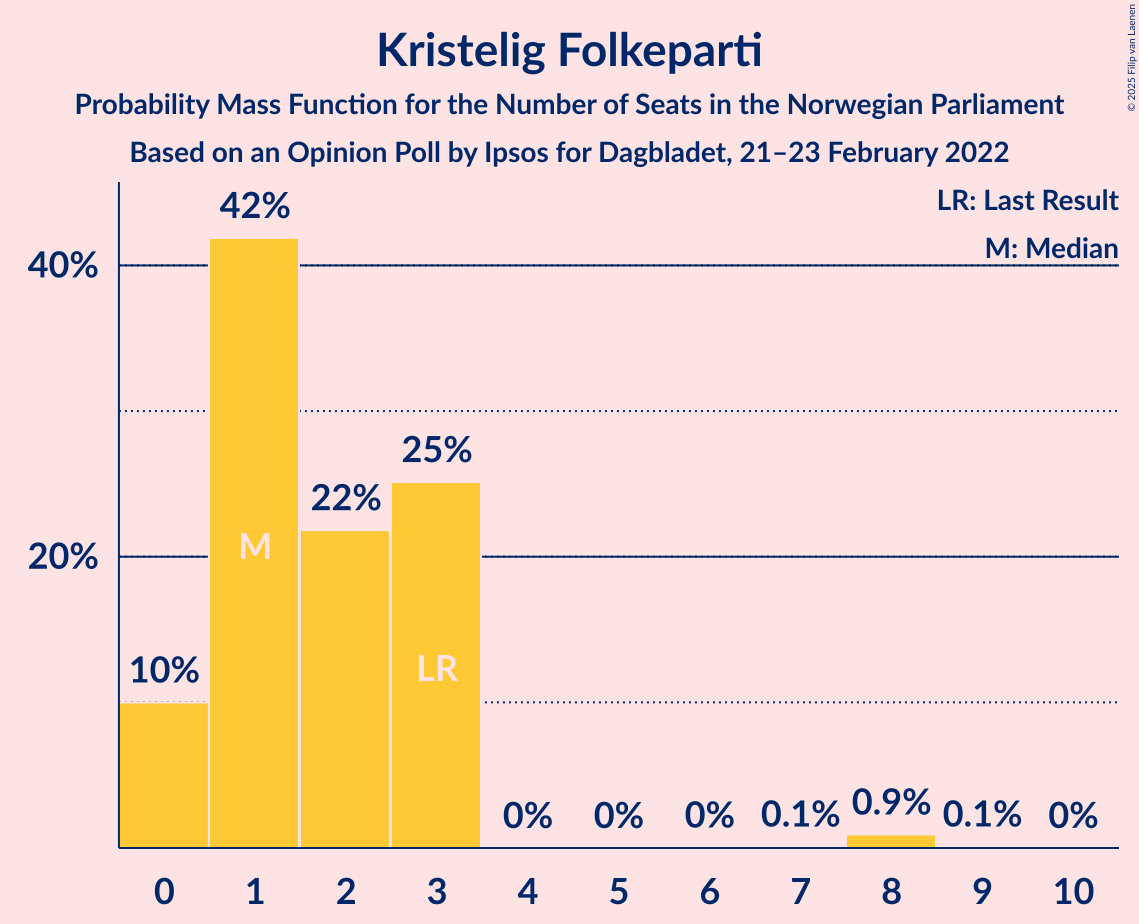 © 2025 Filip van Laenen
Kristelig Folkeparti
Probability Mass Function for the Number of Seats in the Norwegian Parliament
Based on an Opinion Poll by Ipsos for Dagbladet, 21–23 February 2022
LR: Last Result
M: Median
40%
20%
42%
25%
22%
10%
M
LR
0%
0%
0%
0.1%
0.9%
0.1%
0%
0 1 2 3 4 5 6 7 8 9 10